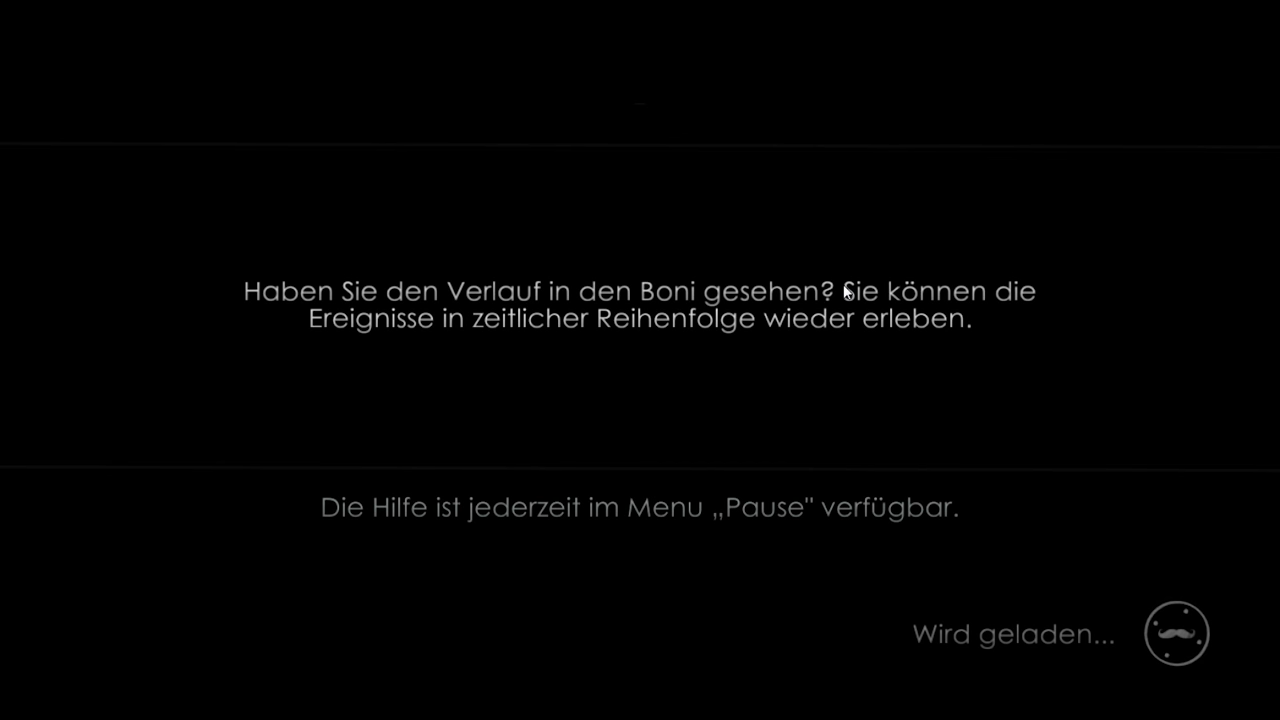 Haben Sie den Verlauf in den Boni gesehen? Sie können die
Ereignisse in zeitlicher Reihenfolge wieder erleben.
Die Hilfe ist jederzeit im Menu „Pause" verfügbar.
Wird geladen...